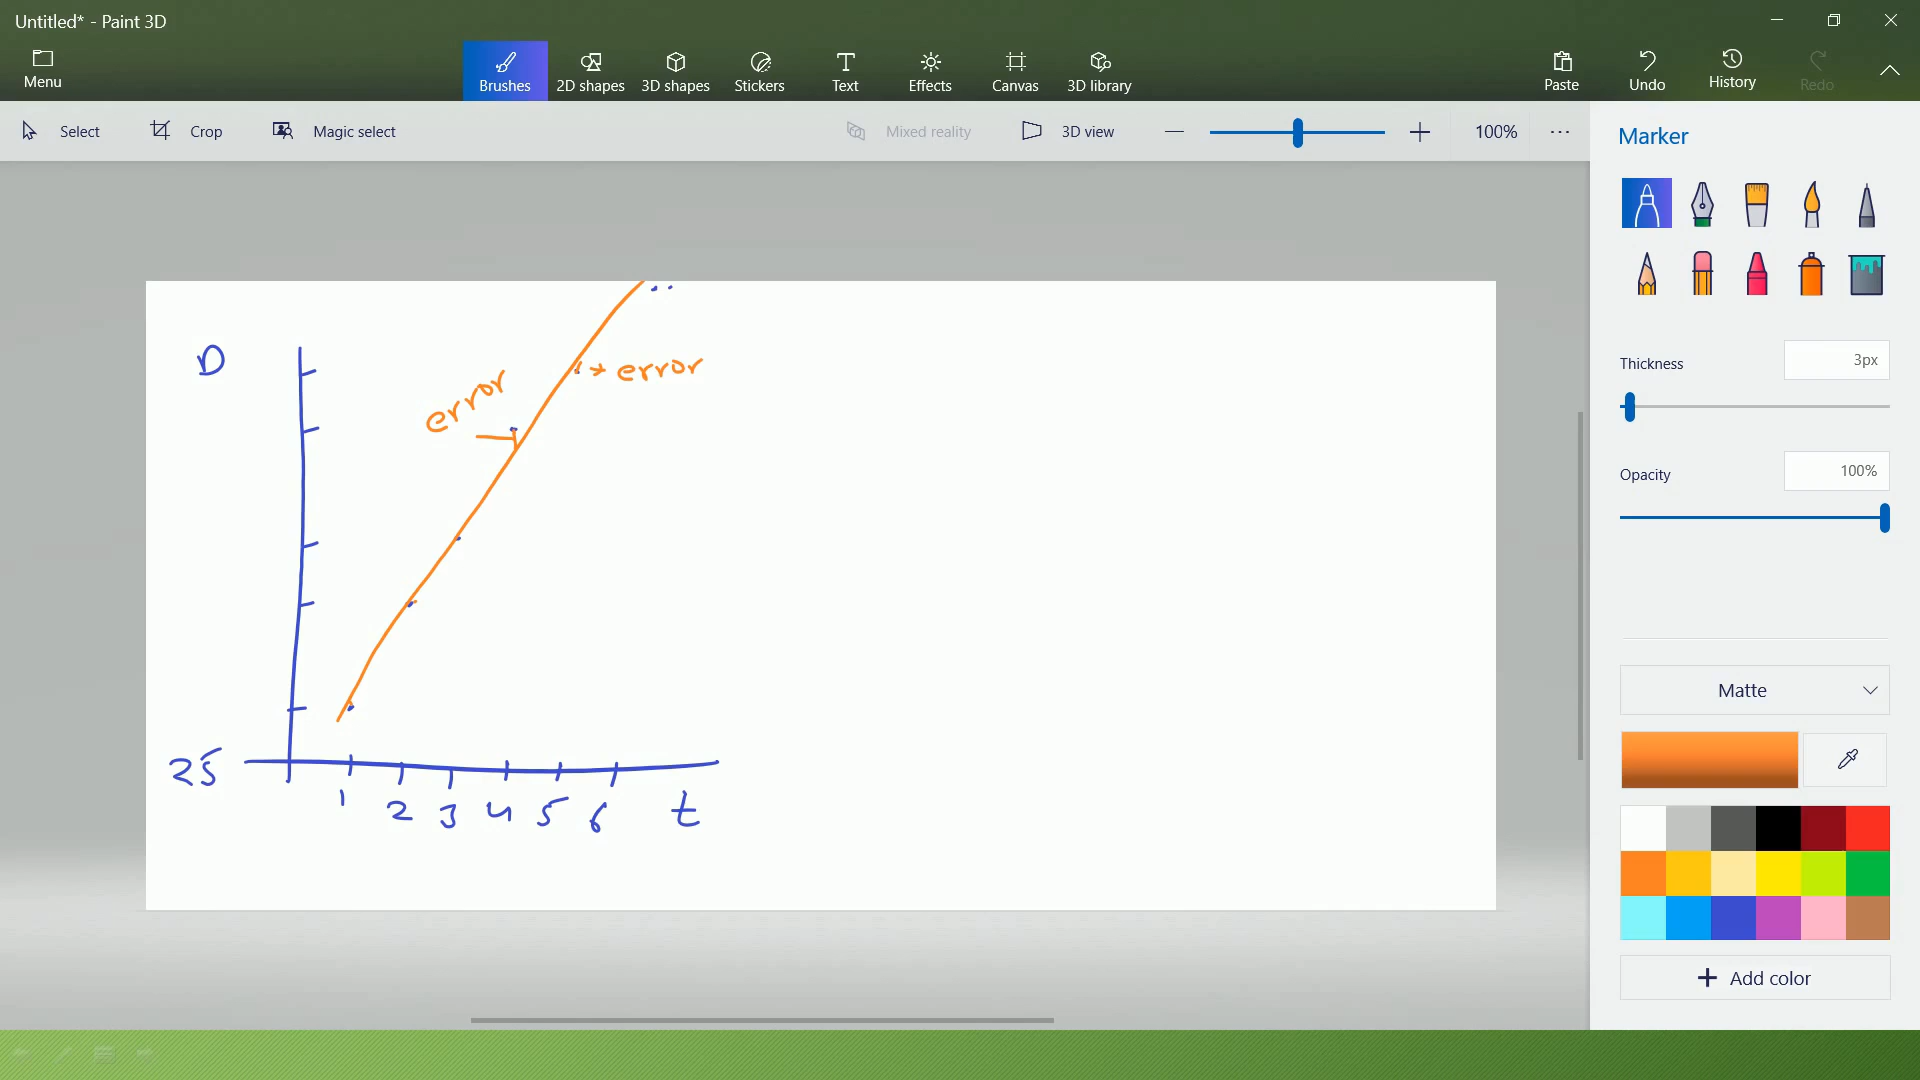 Untitled* - Paint 3D
Menu
Brushes
2D shapes
3D shapes
Stickers
Text
Effects
Canvas
3D library
Paste
Undo
History
Redo
Select
Crop
Magic select
Mixed reality
3D view
100%
Marker
Thickness
3px
Opacity
100%
Matte
Add color
D
error
error
25
1 2 3 4 5 6 t